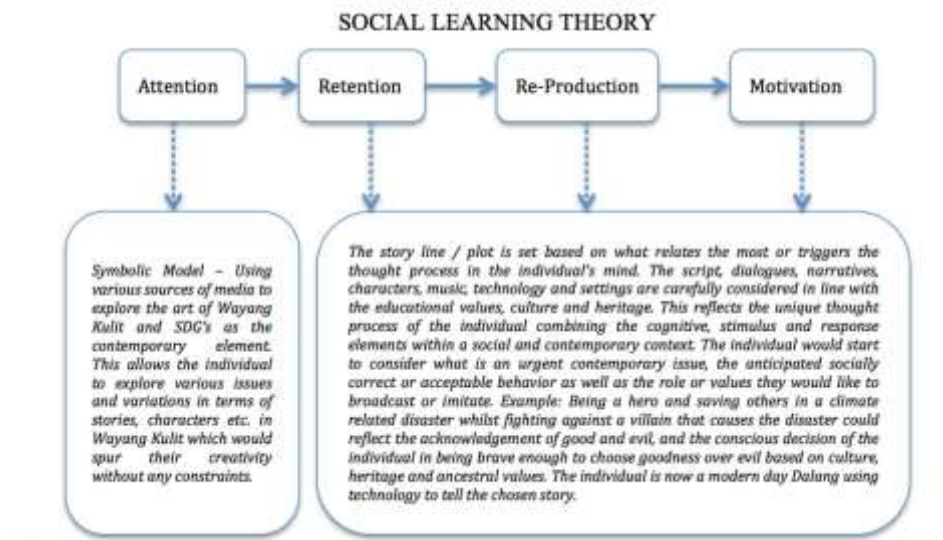 SOCIAL LEARNING THEORY
Attention
Retention
Re-Production
Motivation
Symbolic Model – Using
various sources of media to
explore the art of Wayang
Kulit and SDG's as the
contemporary element.
This allows the individual
to explore various issues
and variations in terms of
stories, characters etc. in
Wayang Kulit which would
spur their creativity
without any constraints.
The story line / plot is set based on what relates the most or triggers the
thought process in the individual's mind. The script, dialogues, narratives,
characters, music, technology and settings are carefully considered in line with
the educational values, culture and heritage. This reflects the unique thought
process of the individual combining the cognitive, stimulus and response
elements within a social and contemporary context. The individual would start
to consider what is an urgent contemporary issue, the anticipated socially
correct or acceptable behavior as well as the role or values they would like to
broadcast or imitate. Example: Being a hero and saving others in a climate
related disaster whilst fighting against a villain that causes the disaster could
reflect the acknowledgement of good and evil, and the conscious decision of the
individual in being brave enough to choose goodness over evil based on culture,
heritage and ancestral values. The individual is now a modern day Dalang using
technology to tell the chosen story.